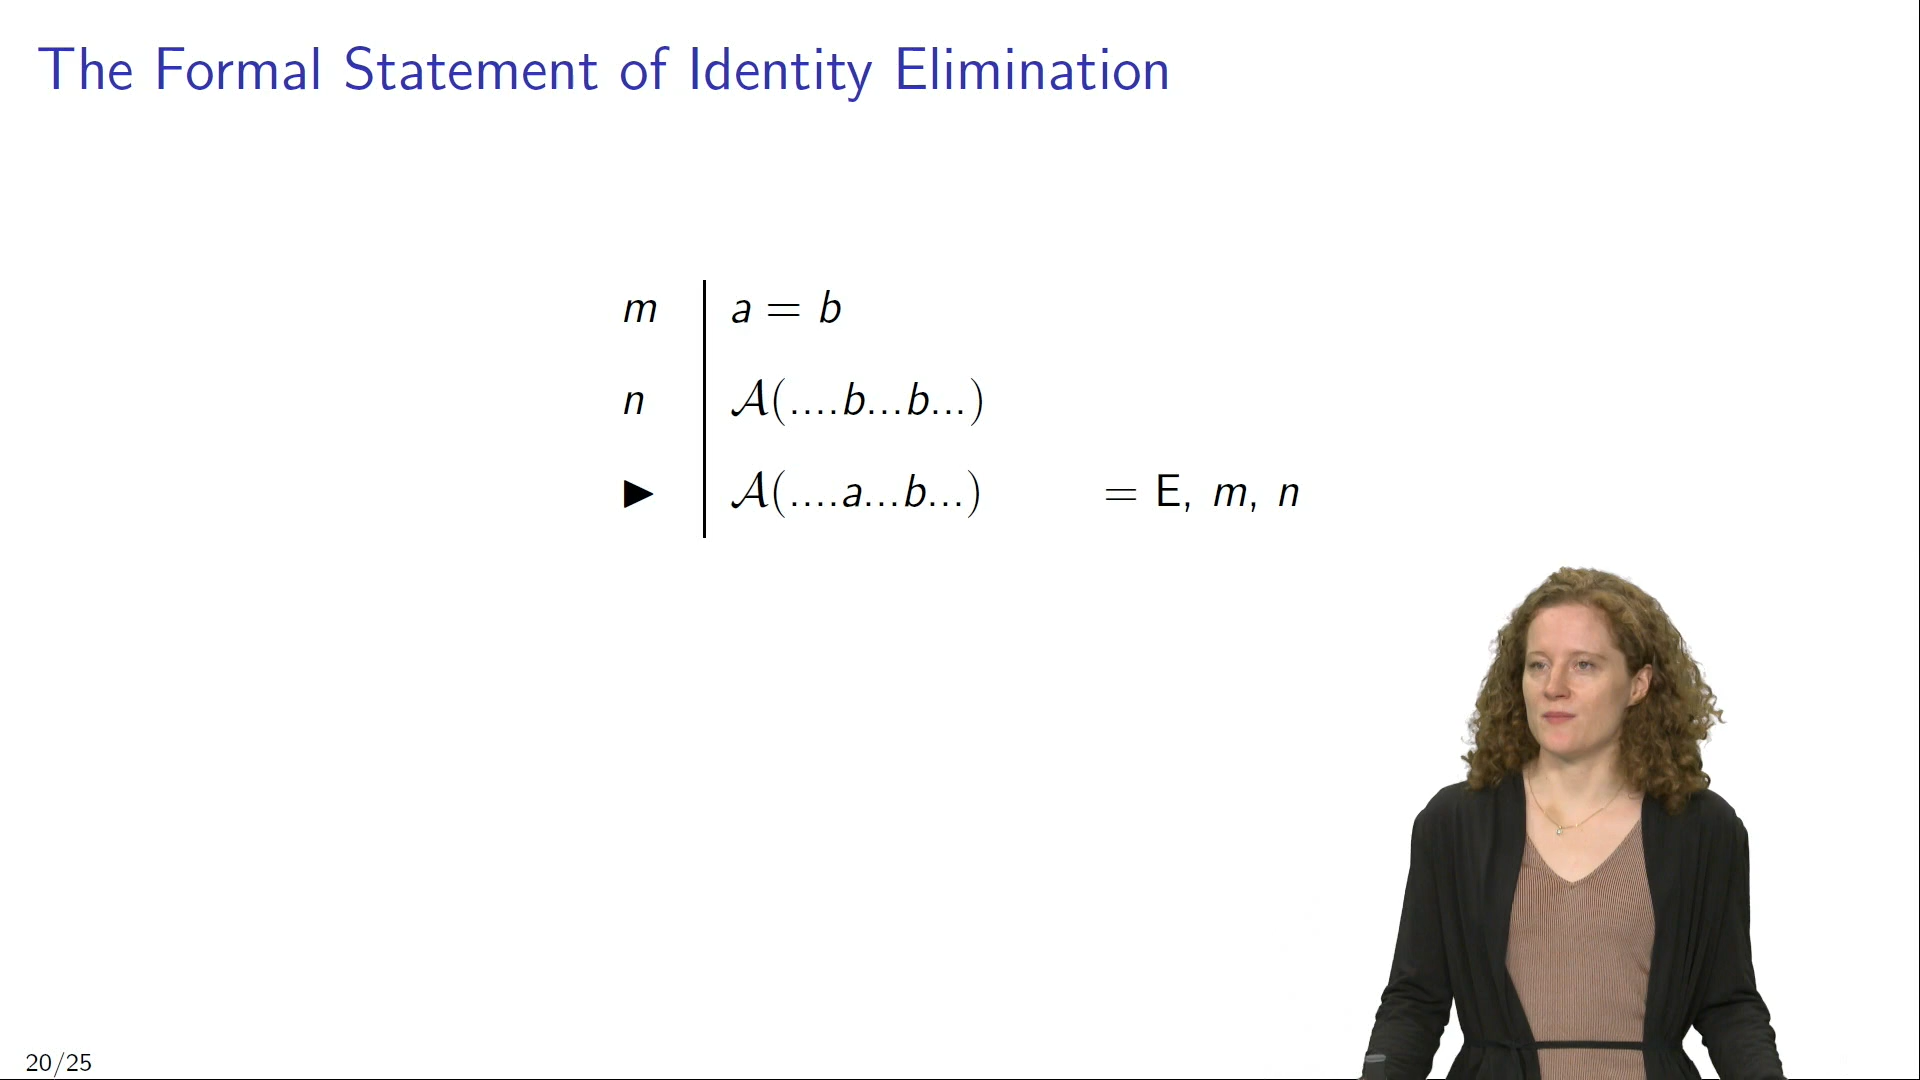 The Formal Statement of Identity Elimination
m a = b
n 𝒜(....b...b...)
▶ 𝒜(....a...b...) = E, m, n
20/25